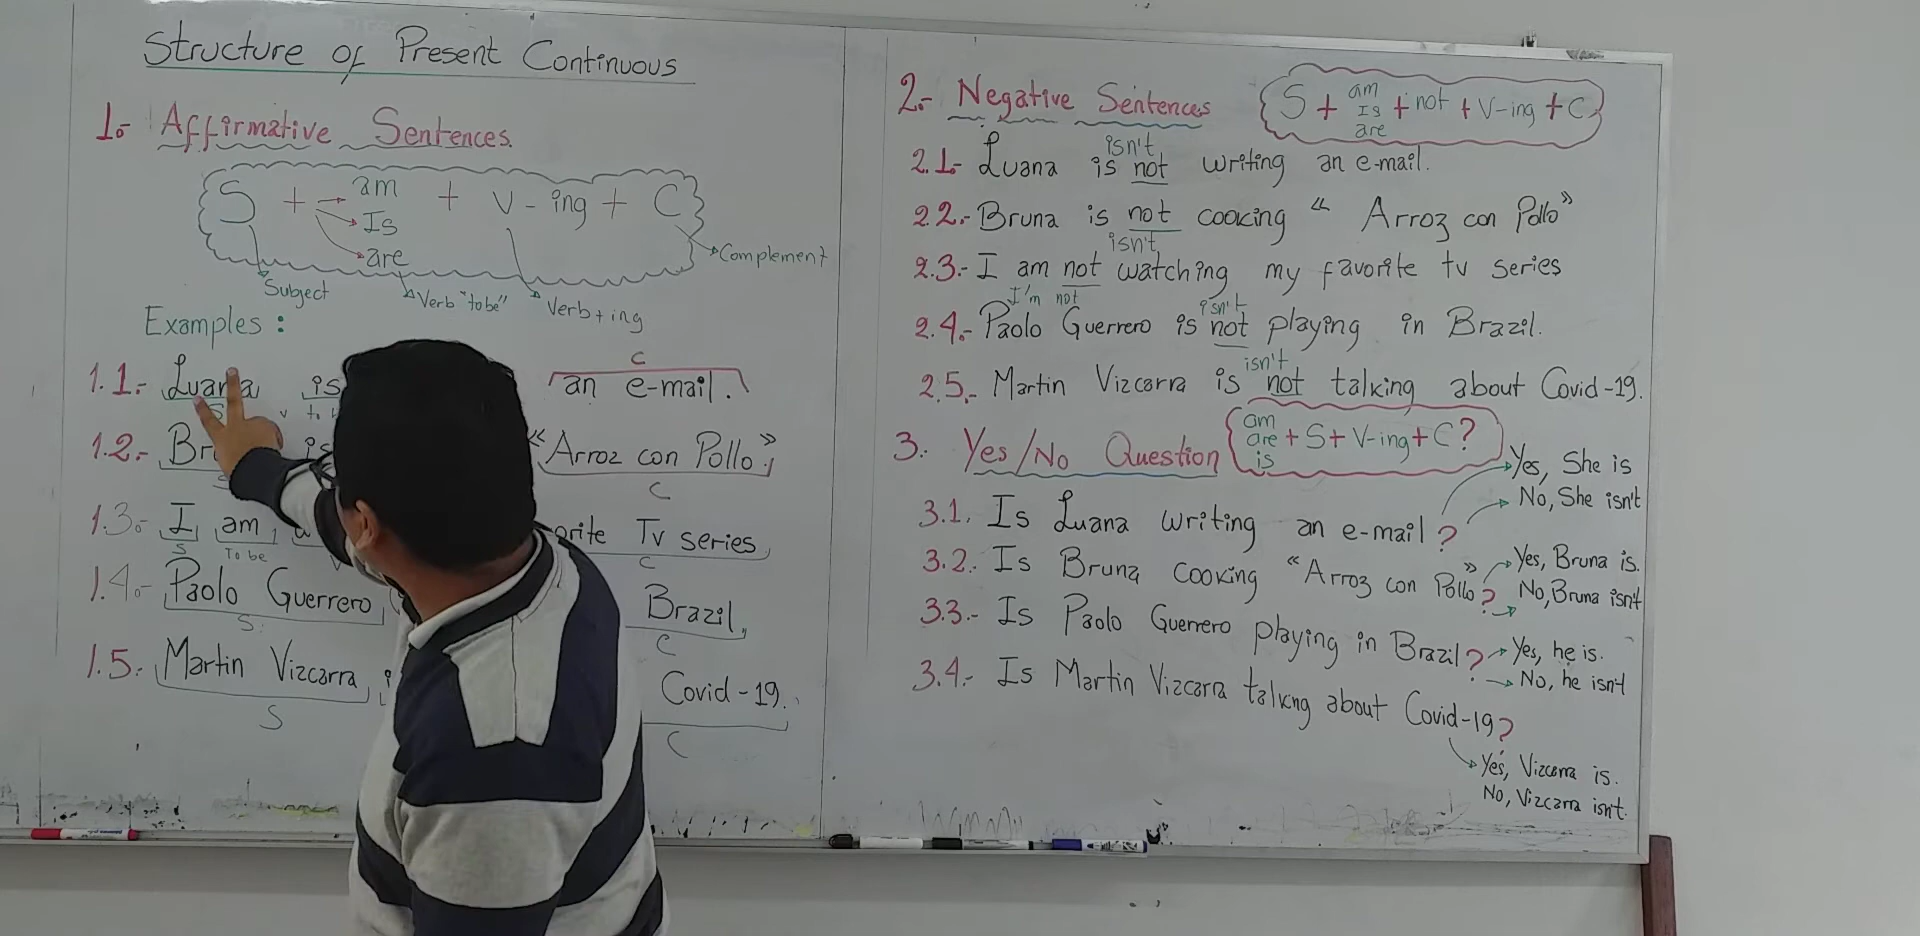 Structure of Present Continuous
1.- Affirmative Sentences.
S + am + V - ing + C
Is
are
Complement
Subject
Verb "to be"
Verb + ing
Examples :
C
1.1.- Luana is an e-mail.
S v to
1.2.- Br is "Arroz con Pollo".
S C
1.3.- I am orite Tv series
S To be V C
1.4.- Paolo Guerrero Brazil,
S. C
1.5.- Martin Vizcarra Covid-19.
S C
2.- Negative Sentences
S + am + not + V-ing + C
Is
are
isn't
2.1.- Luana is not writing an e-mail.
2.2.- Bruna is not cooking "Arroz con Pollo"
isn't
2.3.- I am not watching my favorite tv series
I'm not isn't
2.4.- Paolo Guerrero is not playing in Brazil.
isn't
2.5.- Martin Vizcarra is not talking about Covid-19.
3.- Yes/No Question
am
are + S + V-ing + C?
is
Yes, She is
No, She isn't
3.1. Is Luana writing an e-mail?
3.2.- Is Bruna cooking "Arroz con Pollo"?
Yes, Bruna is.
No, Bruna isn't
3.3.- Is Paolo Guerrero playing in Brazil?
Yes, he is.
No, he isn't
3.4.- Is Martin Vizcarra talking about Covid-19?
Yes, Vizcarra is.
No, Vizcarra isn't.